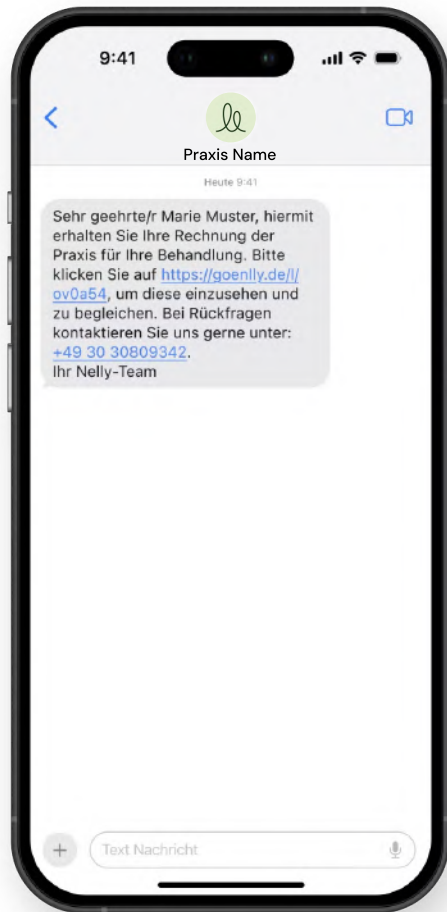 9:41
Praxis Name
Heute 9:41
Sehr geehrte/r Marie Muster, hiermit
erhalten Sie Ihre Rechnung der
Praxis für Ihre Behandlung. Bitte
klicken Sie auf https://goenlly.de/l/
ov0a54, um diese einzusehen und
zu begleichen. Bei Rückfragen
kontaktieren Sie uns gerne unter:
+49 30 30809342.
Ihr Nelly-Team
Text Nachricht